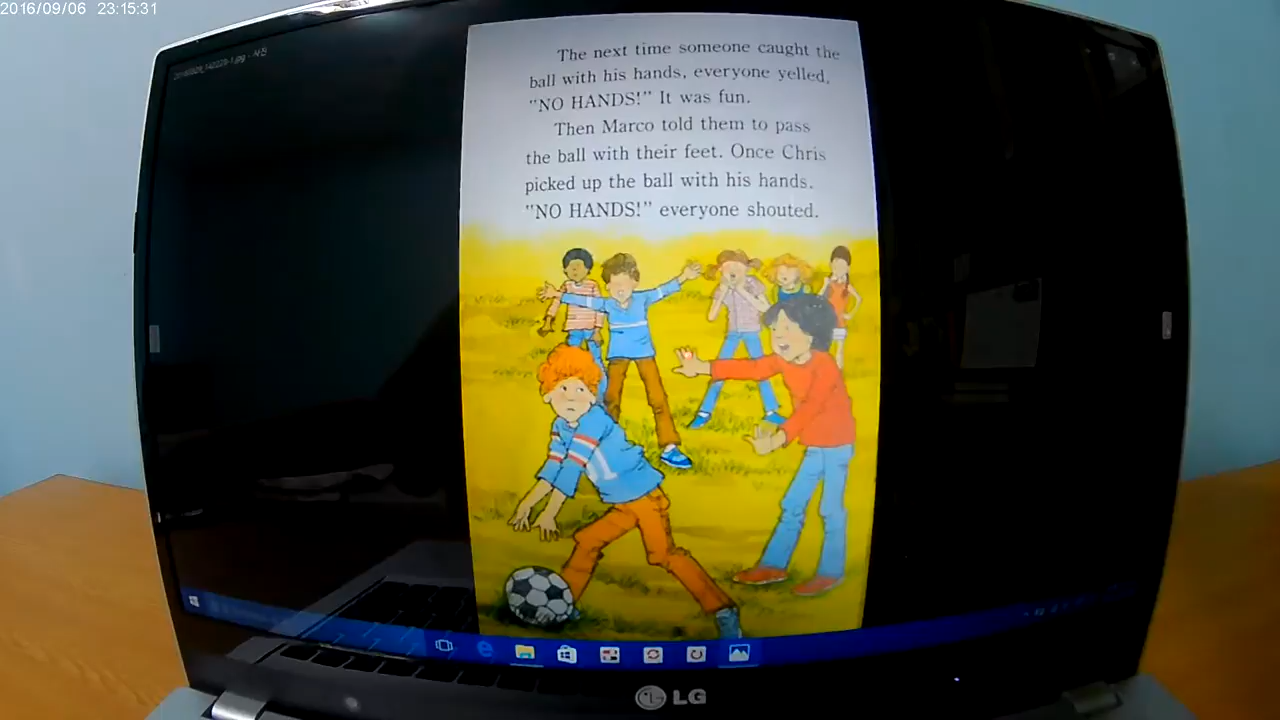 2016/09/06 23:15:31
The next time someone caught the
ball with his hands, everyone yelled,
"NO HANDS!" It was fun.
Then Marco told them to pass
the ball with their feet. Once Chris
picked up the ball with his hands.
"NO HANDS!" everyone shouted.
LG